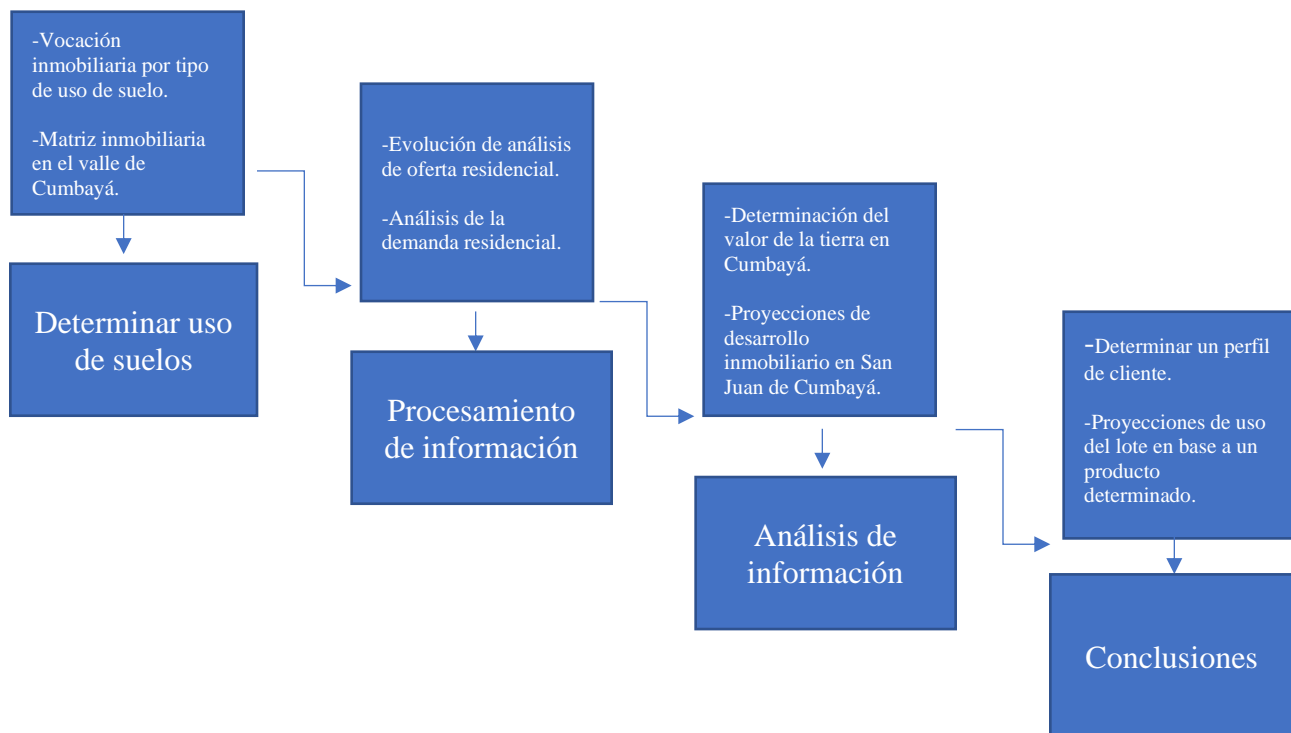 -Vocación
inmobiliaria por tipo
de uso de suelo.
-Matriz inmobiliaria
en el valle de
Cumbayá.
Determinar uso
de suelos
-Evolución de análisis
de oferta residencial.
-Análisis de la
demanda residencial.
Procesamiento
de información
-Determinación del
valor de la tierra en
Cumbayá.
-Proyecciones de
desarrollo
inmobiliario en San
Juan de Cumbayá.
Análisis de
información
-Determinar un perfil
de cliente.
-Proyecciones de uso
del lote en base a un
producto
determinado.
Conclusiones